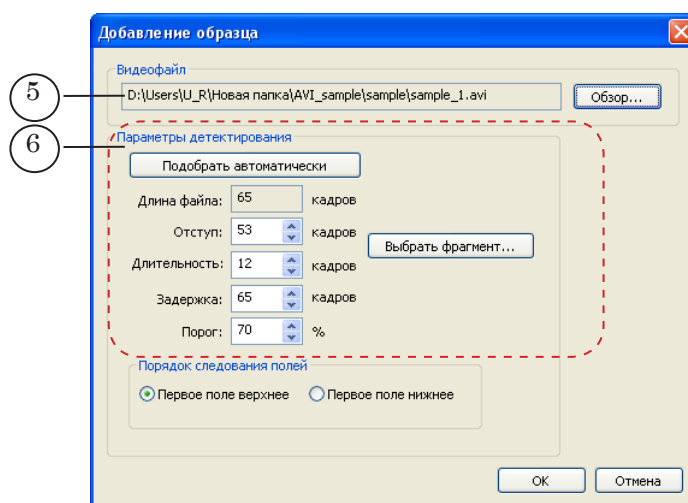 Добавление образца
Видеофайл
5
D:\Users\U_R\Новая папка\AVI_sample\sample\sample_1.avi
Обзор...
6
Параметры детектирования
Подобрать автоматически
Длина файла: 65 кадров
Отступ: 53 кадров
Выбрать фрагмент...
Длительность: 12 кадров
Задержка: 65 кадров
Порог: 70 %
Порядок следования полей
Первое поле верхнее Первое поле нижнее
OK Отмена